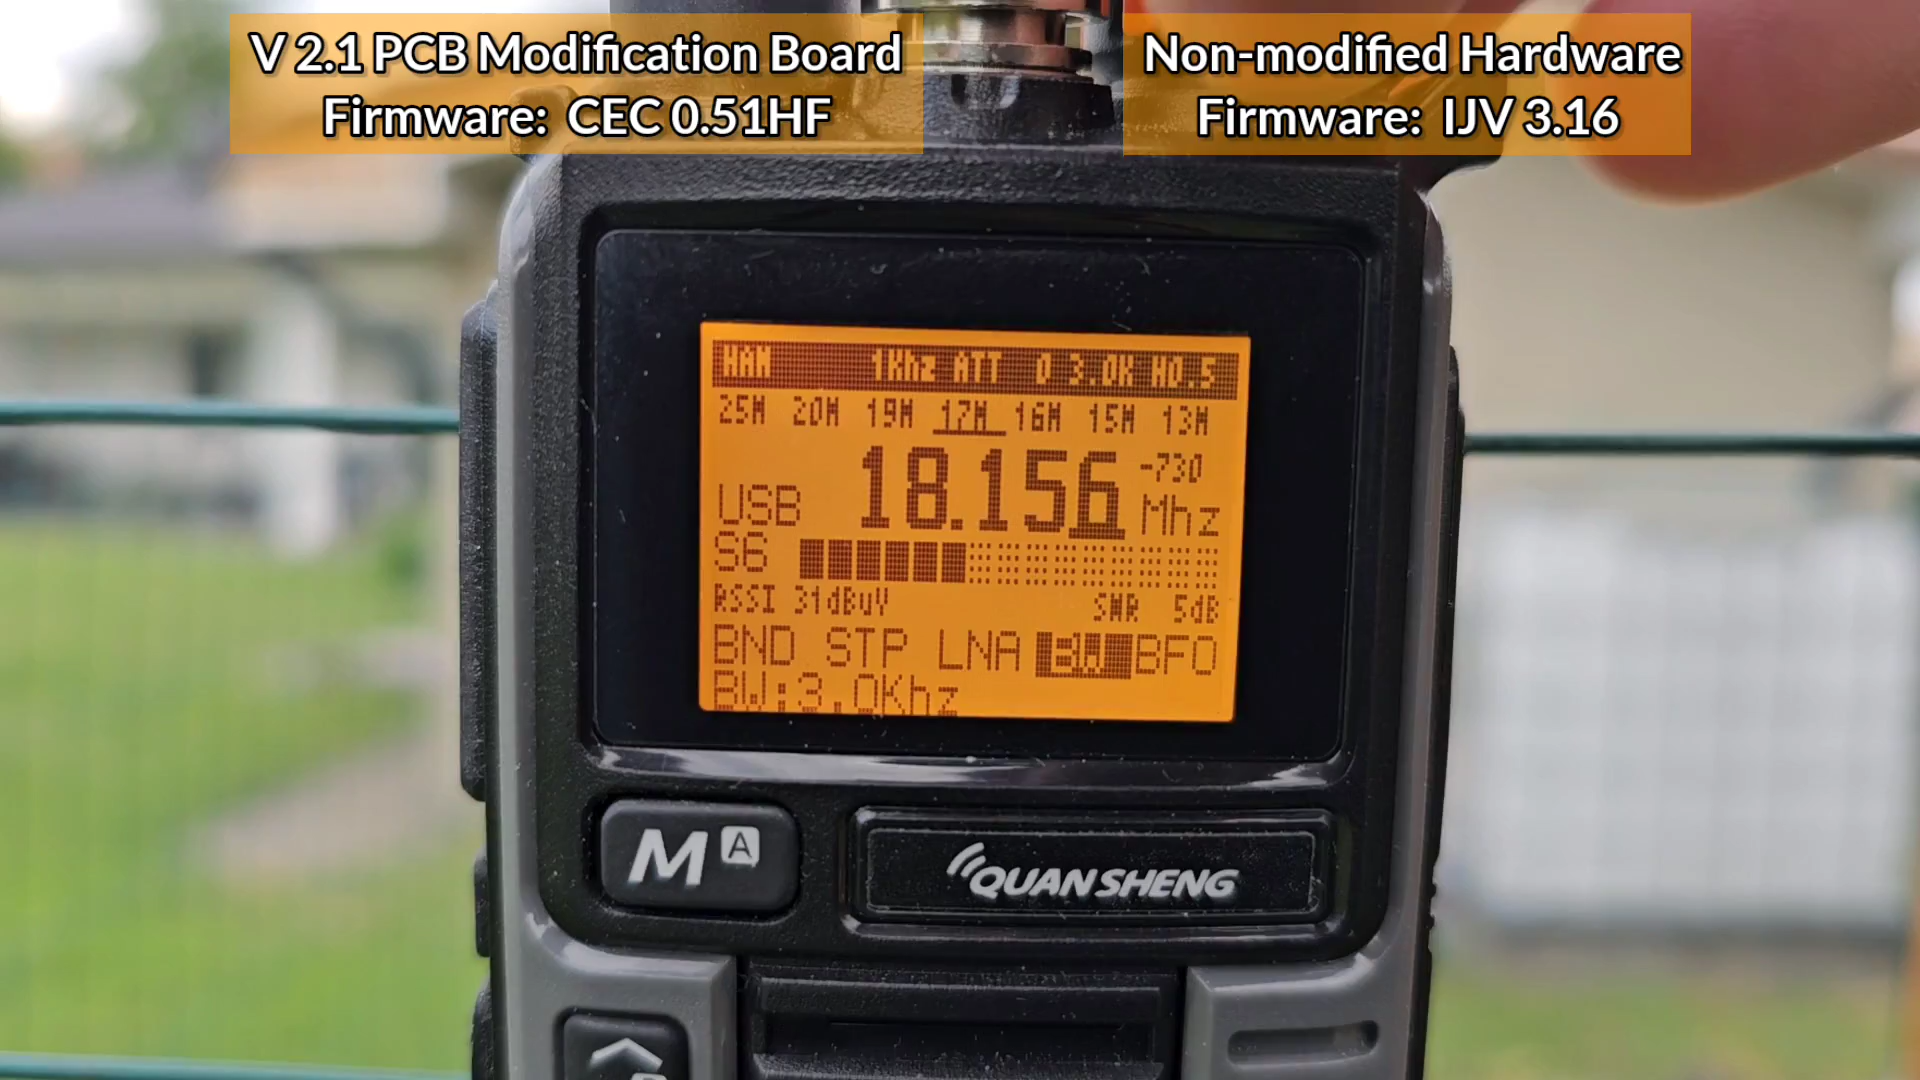 V 2.1 PCB Modification Board
Firmware: CEC 0.51HF
Non-modified Hardware
Firmware: IJV 3.16
HAM 1Khz ATT 0 3.0K H0.5
25M 20M 19M 17M 16M 15M 13M
USB 18.156 -730 Mhz
S6
RSSI 31dBuV SNR 5dB
BND STP LNA BW BFO
BW:3.0Khz
M A
QUANSHENG